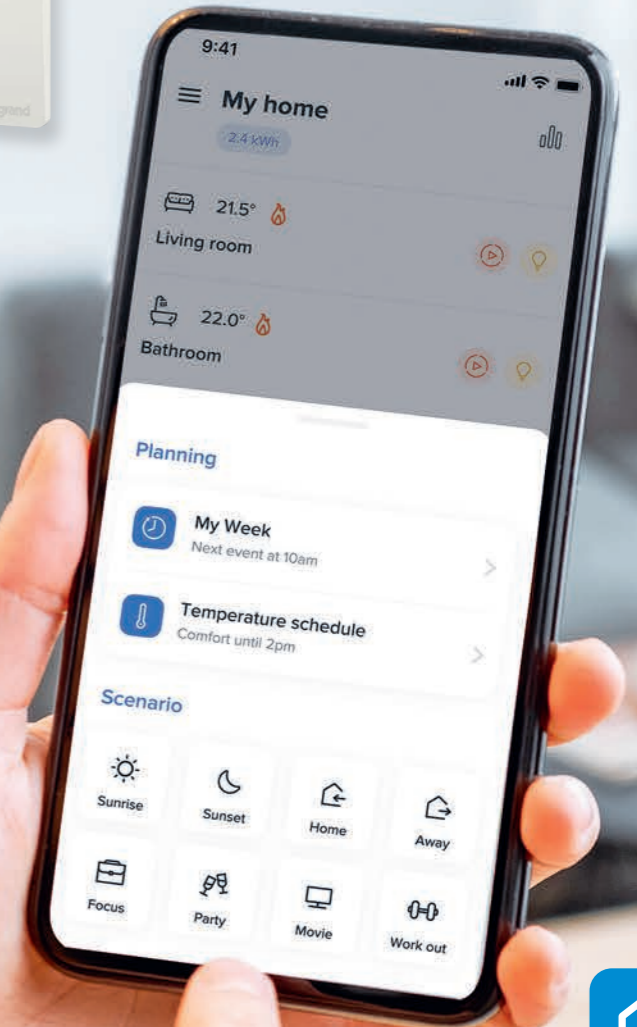 9:41
My home
2.4 kWh
21.5°
Living room
22.0°
Bathroom
Planning
My Week
Next event at 10am
Temperature schedule
Comfort until 2pm
Scenario
Sunrise
Sunset
Home
Away
Focus
Party
Movie
Work out